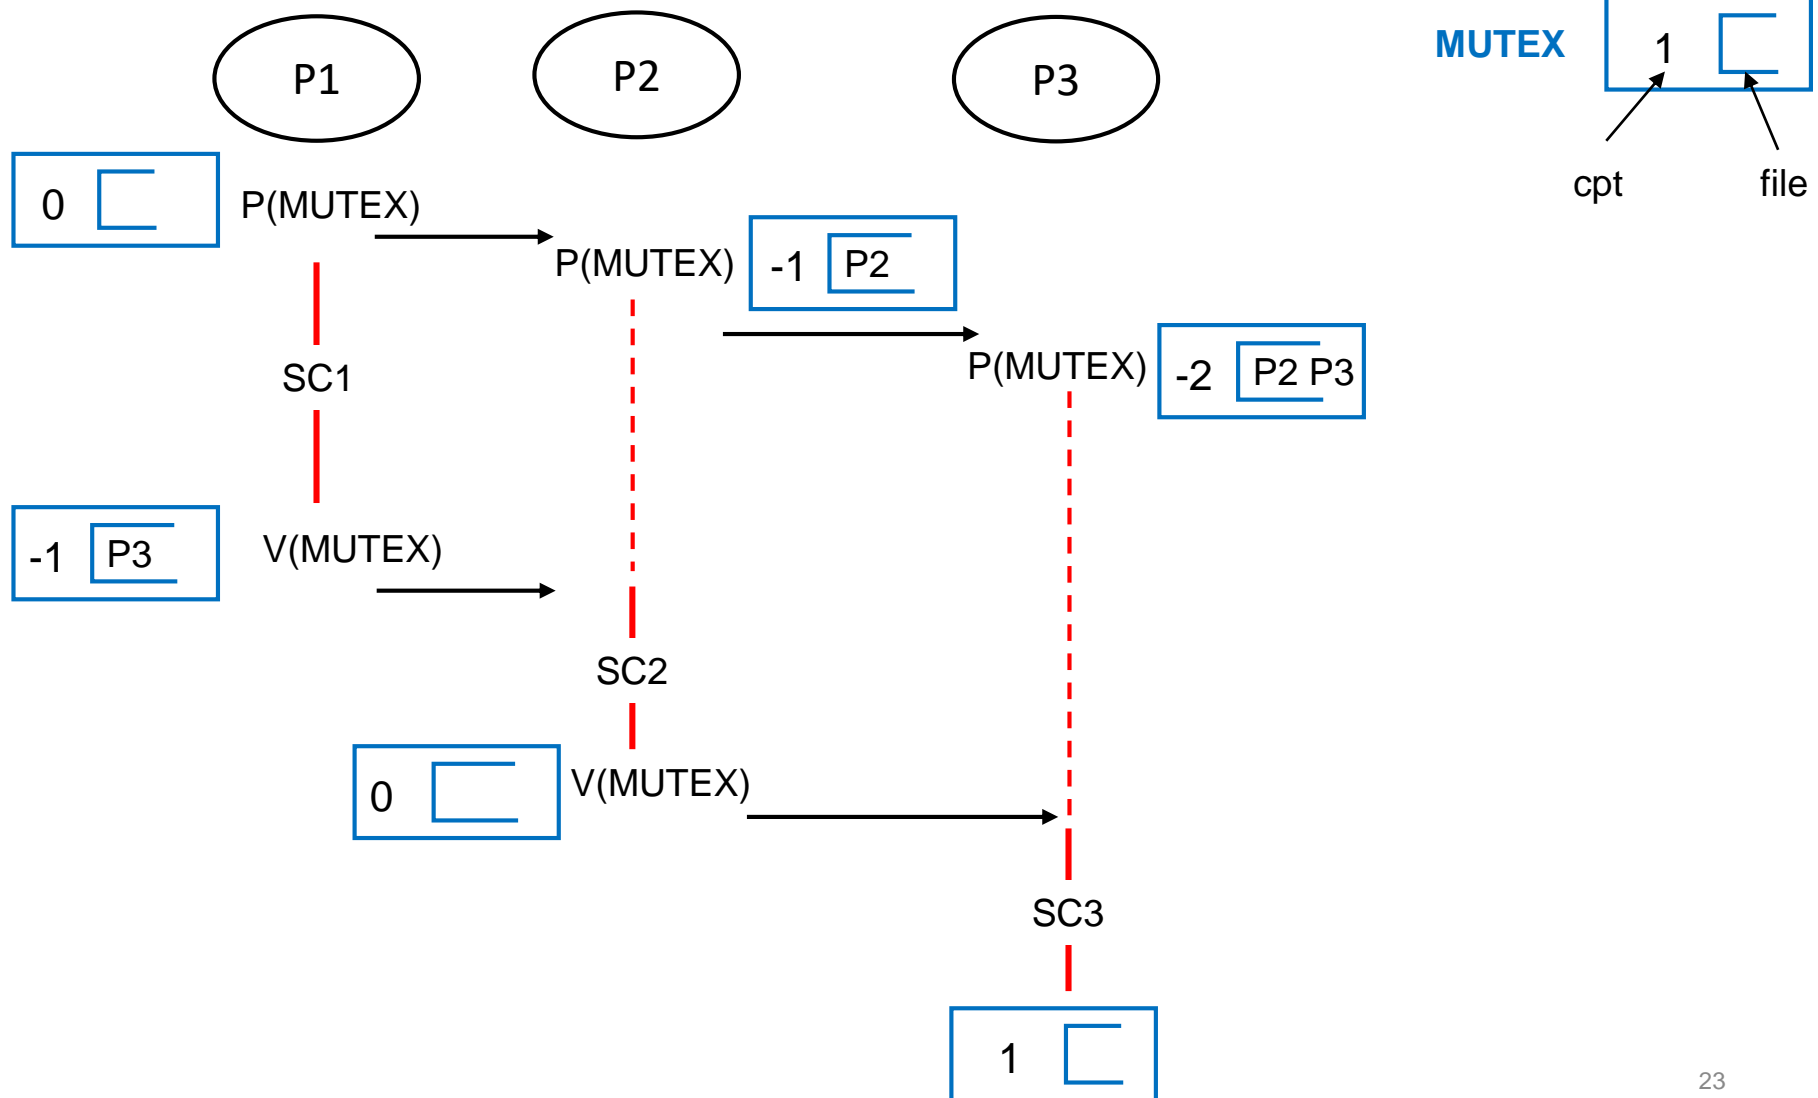 P1
P2
P3
MUTEX
1
cpt
file
0
P(MUTEX)
P(MUTEX)
-1
P2
P(MUTEX)
-2
P2 P3
SC1
-1
P3
V(MUTEX)
SC2
0
V(MUTEX)
SC3
1
23